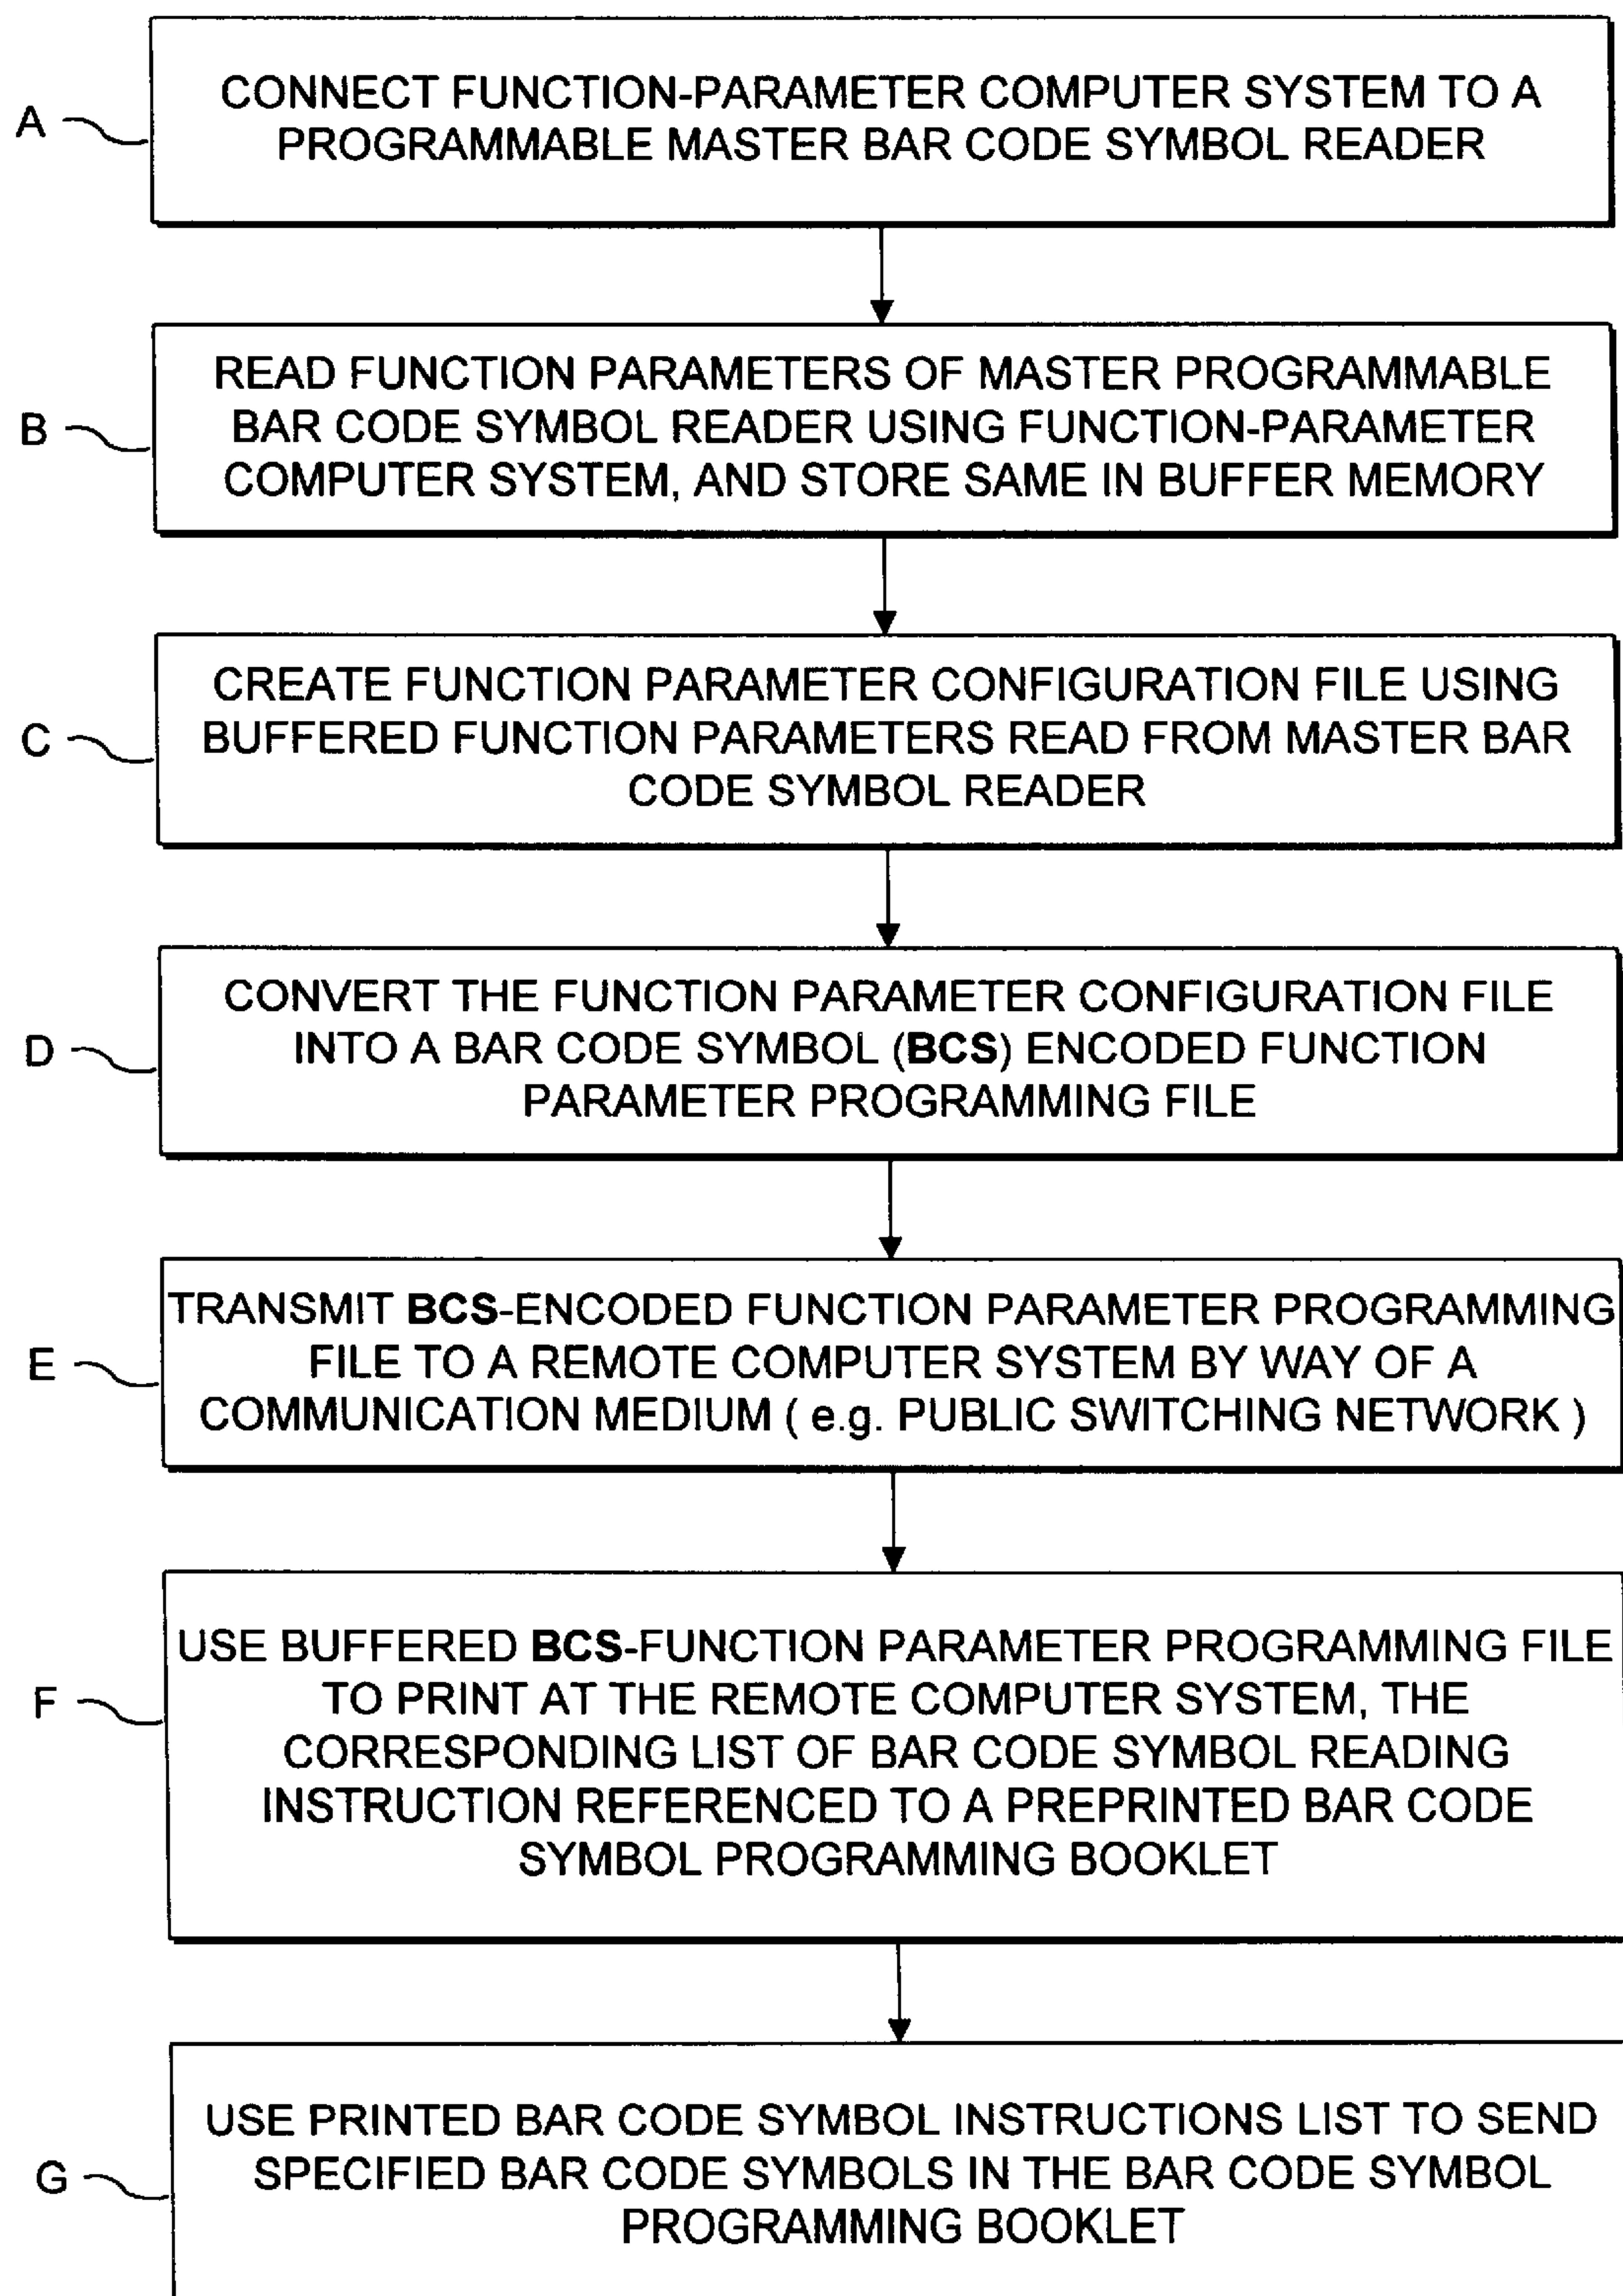 A
CONNECT FUNCTION-PARAMETER COMPUTER SYSTEM TO A
PROGRAMMABLE MASTER BAR CODE SYMBOL READER
B
READ FUNCTION PARAMETERS OF MASTER PROGRAMMABLE
BAR CODE SYMBOL READER USING FUNCTION-PARAMETER
COMPUTER SYSTEM, AND STORE SAME IN BUFFER MEMORY
C
CREATE FUNCTION PARAMETER CONFIGURATION FILE USING
BUFFERED FUNCTION PARAMETERS READ FROM MASTER BAR
CODE SYMBOL READER
D
CONVERT THE FUNCTION PARAMETER CONFIGURATION FILE
INTO A BAR CODE SYMBOL (BCS) ENCODED FUNCTION
PARAMETER PROGRAMMING FILE
E
TRANSMIT BCS-ENCODED FUNCTION PARAMETER PROGRAMMING
FILE TO A REMOTE COMPUTER SYSTEM BY WAY OF A
COMMUNICATION MEDIUM ( e.g. PUBLIC SWITCHING NETWORK )
F
USE BUFFERED BCS-FUNCTION PARAMETER PROGRAMMING FILE
TO PRINT AT THE REMOTE COMPUTER SYSTEM, THE
CORRESPONDING LIST OF BAR CODE SYMBOL READING
INSTRUCTION REFERENCED TO A PREPRINTED BAR CODE
SYMBOL PROGRAMMING BOOKLET
G
USE PRINTED BAR CODE SYMBOL INSTRUCTIONS LIST TO SEND
SPECIFIED BAR CODE SYMBOLS IN THE BAR CODE SYMBOL
PROGRAMMING BOOKLET